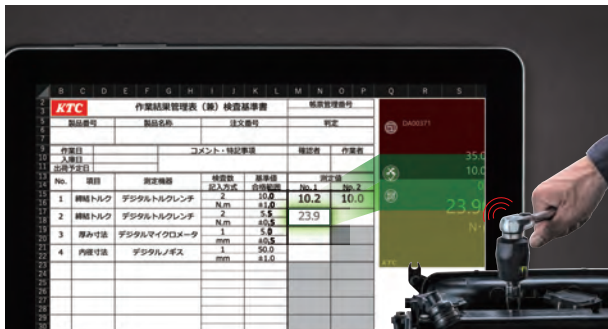 B C D E F G H I J K L M N O P Q R S
KTC 作業結果管理表（兼）検査基準書 帳票管理番号
製品番号 製品名称 注文番号 判定
作業日 コメント・特記事項 確認者 作業者
入庫日
出荷予定日
No. 項目 測定機器 検査数 基準値 測定値
記入方式 合格範囲 No.1 No.2
1 締結トルク デジタルトルクレンチ 2 10.0 10.2 10.0
N.m ±1.0
2 締結トルク デジタルトルクレンチ 2 5.5 23.9
N.m ±0.5
3 厚み寸法 デジタルマイクロメータ 1 5.0
mm ±0.5
4 内径寸法 デジタルノギス 1 50.0
mm ±1.0
DA00371
35.0
10.0
0
23.9
N・m
KTC